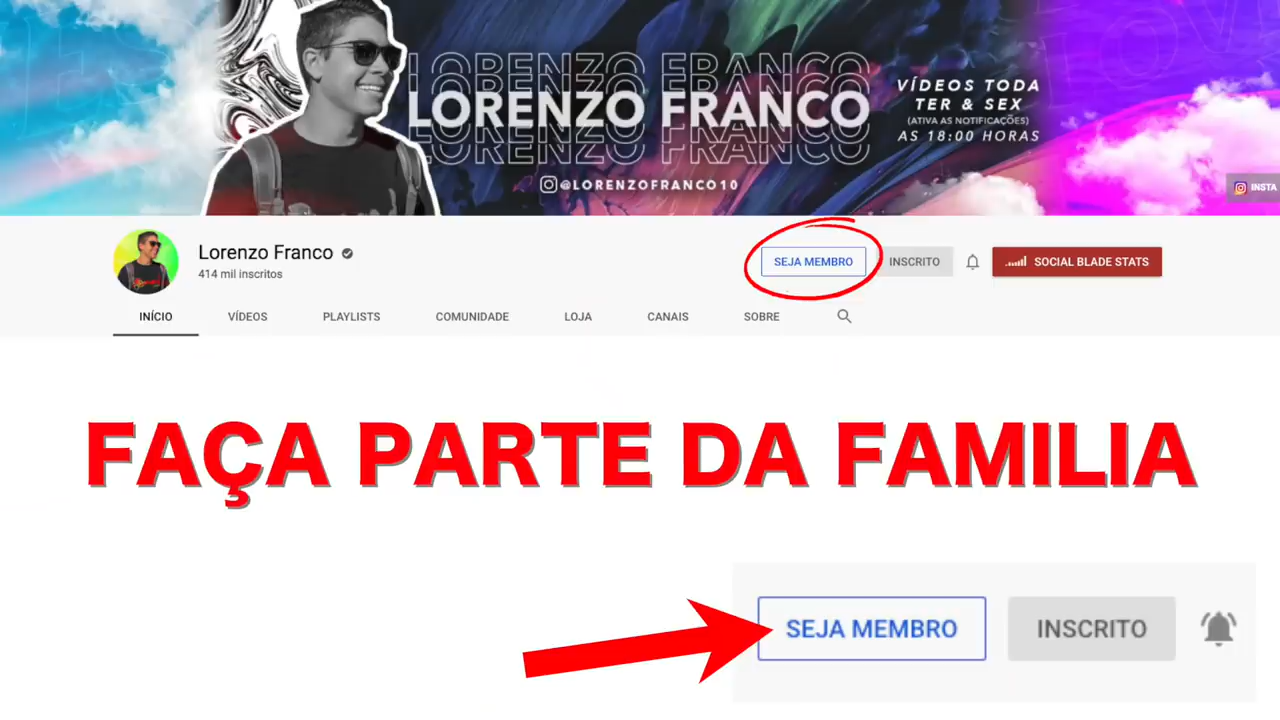 LORENZO FRANCO
LORENZO FRANCO
LORENZO FRANCO
VÍDEOS TODA
TER & SEX
(ATIVA AS NOTIFICAÇÕES)
AS 18:00 HORAS
@LORENZOFRANCO10
INSTA
Lorenzo Franco
414 mil inscritos
SEJA MEMBRO
INSCRITO
SOCIAL BLADE STATS
INÍCIO
VÍDEOS
PLAYLISTS
COMUNIDADE
LOJA
CANAIS
SOBRE
FAÇA PARTE DA FAMILIA
SEJA MEMBRO
INSCRITO